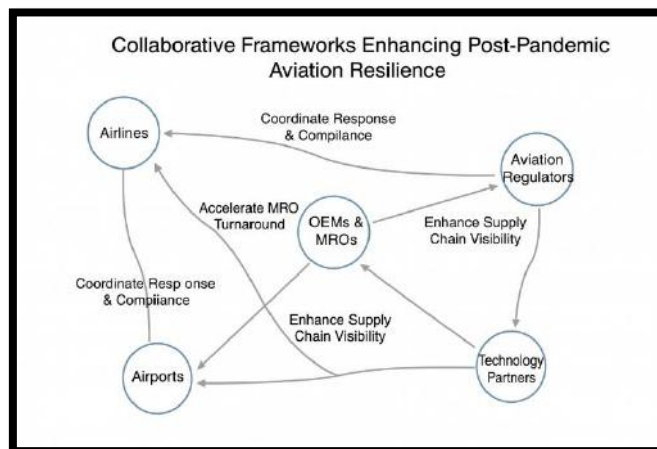 Collaborative Frameworks Enhancing Post-Pandemic
Aviation Resilience
Airlines
Coordinate Response
& Compilance
Aviation
Regulators
Accelerate MRO
Turnaround
OEMs &
MROs
Enhance Supply
Chain Visibility
Coordinate Resp onse
& Compiiance
Enhance Supply
Chain Visibility
Airports
Technology
Partners